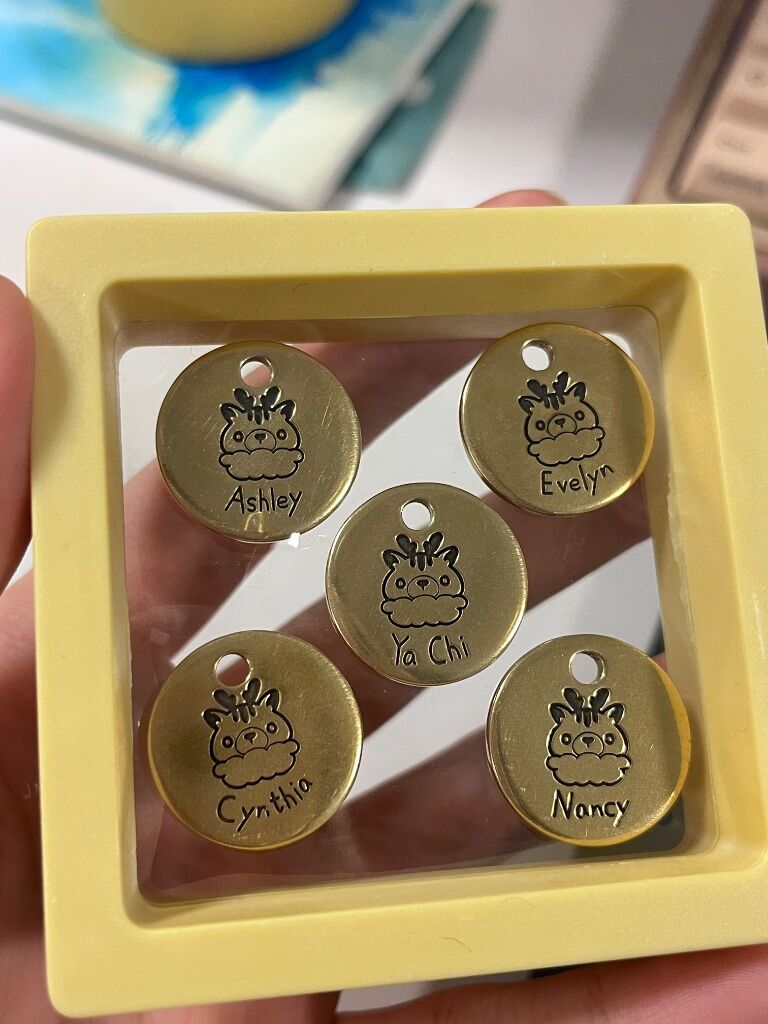 Ashley
Evelyn
Ya Chi
Cynthia
Nancy